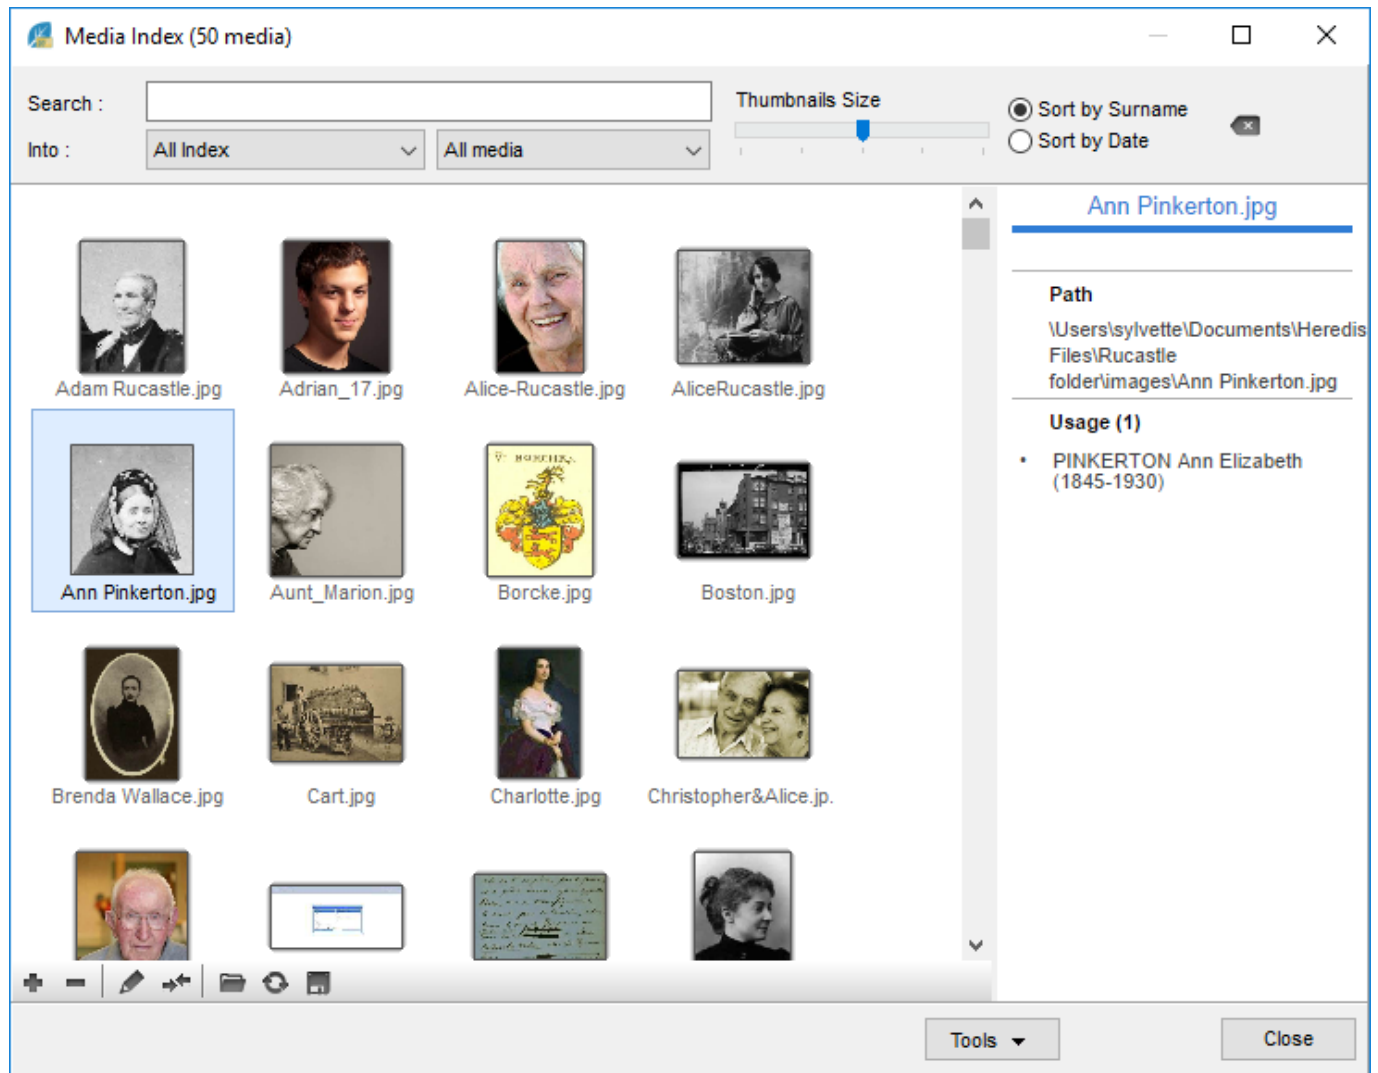 Media Index (50 media)
Search :
Thumbnails Size
Sort by Surname
Into :
All Index
All media
Sort by Date
Ann Pinkerton.jpg
Path
\Users\sylvette\Documents\Heredis
Files\Rucastle
folder\images\Ann Pinkerton.jpg
Usage (1)
• PINKERTON Ann Elizabeth
(1845-1930)
Adam Rucastle.jpg
Adrian_17.jpg
Alice-Rucastle.jpg
AliceRucastle.jpg
V. BORCKE.
Ann Pinkerton.jpg
Aunt_Marion.jpg
Borcke.jpg
Boston.jpg
Brenda Wallace.jpg
Cart.jpg
Charlotte.jpg
Christopher&Alice.jp.
Tools
Close